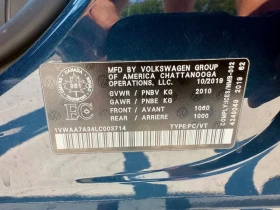 MFD BY VOLKSWAGEN GROUP
OF AMERICA CHATTANOOGA
OPERATIONS, LLC. 10/2019
GVWR / PNBV KG 2010
GAWR / PNBE KG
FRONT / AVANT 1060
REAR / ARRIERE 1000
1VWAA7A34LC003714 TYPE:PC/VT